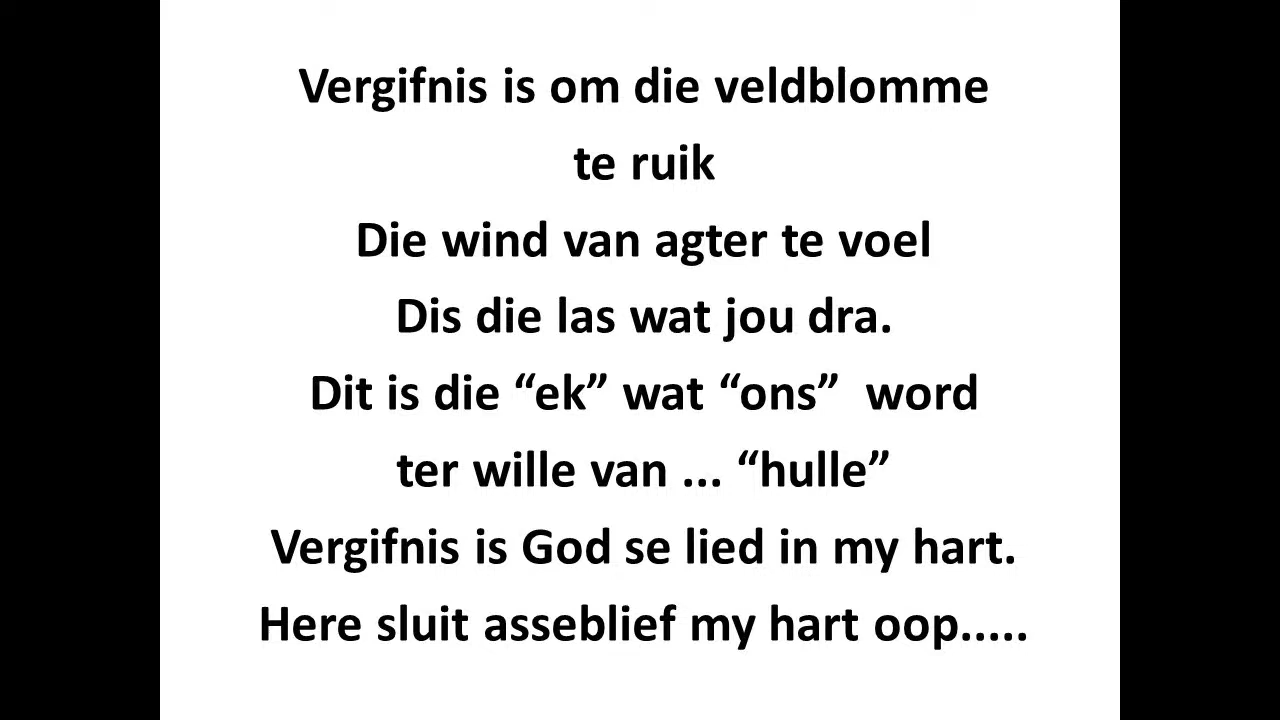 Vergifnis is om die veldblomme
te ruik
Die wind van agter te voel
Dis die las wat jou dra.
Dit is die “ek” wat “ons”  word
ter wille van ... “hulle”
Vergifnis is God se lied in my hart.
Here sluit asseblief my hart oop.....